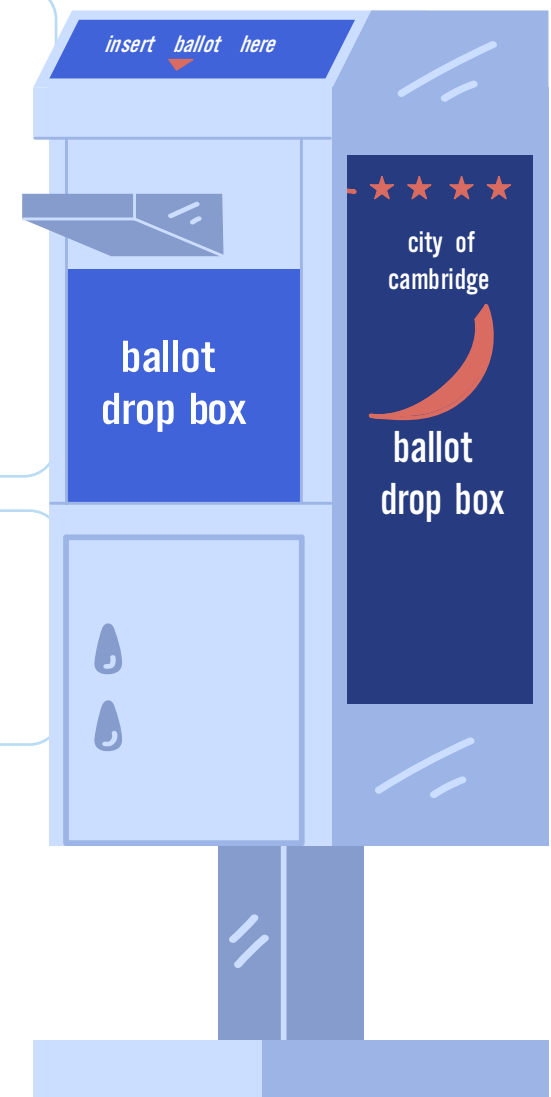 insert ballot here
ballot
drop box
city of
cambridge
ballot
drop box